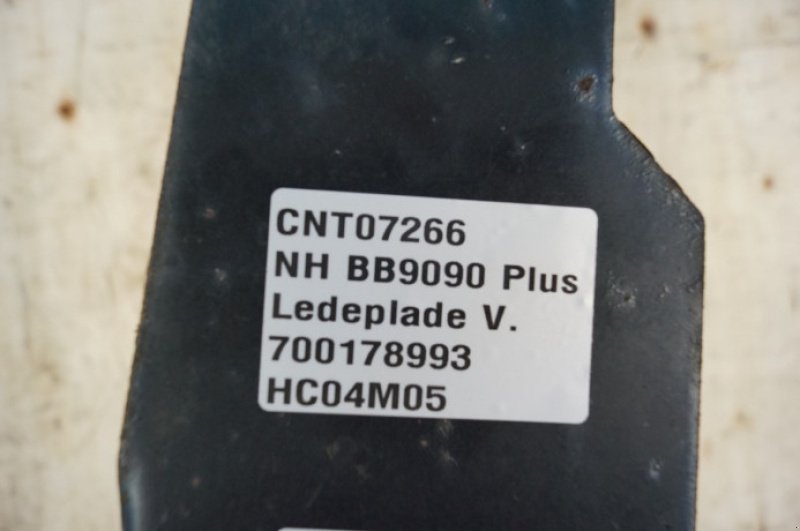 CNT07266
NH BB9090 Plus
Ledeplade V.
700178993
HC04M05